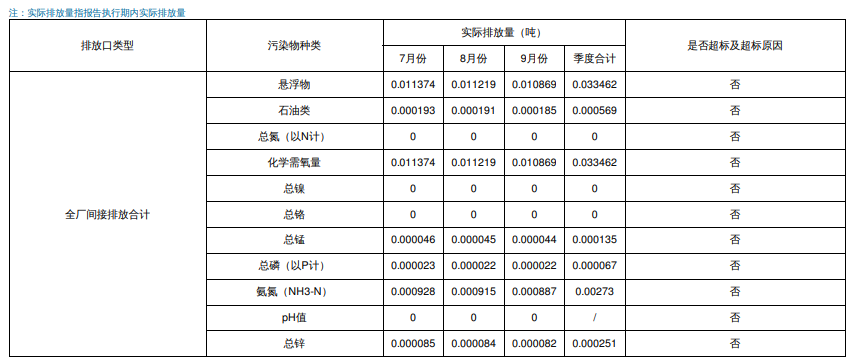 注：实际排放量指报告执行期内实际排放量
排放口类型 污染物种类 实际排放量（吨） 是否超标及超标原因
7月份 8月份 9月份 季度合计
全厂间接排放合计
悬浮物 0.011374 0.011219 0.010869 0.033462 否
石油类 0.000193 0.000191 0.000185 0.000569 否
总氮（以N计） 0 0 0 0 否
化学需氧量 0.011374 0.011219 0.010869 0.033462 否
总镍 0 0 0 0 否
总铬 0 0 0 0 否
总锰 0.000046 0.000045 0.000044 0.000135 否
总磷（以P计） 0.000023 0.000022 0.000022 0.000067 否
氨氮（NH3-N） 0.000928 0.000915 0.000887 0.00273 否
pH值 0 0 0 / 否
总锌 0.000085 0.000084 0.000082 0.000251 否